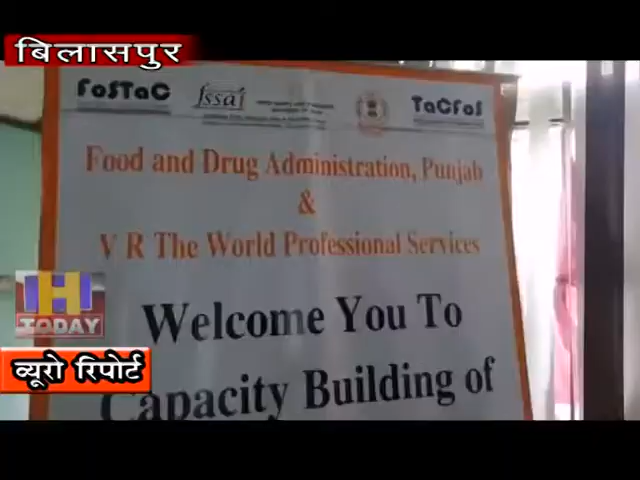 बिलासपुर
FoSTaC fssai TaCFoS
Food and Drug Administration, Punjab
&
V R The World Professional Services
Welcome You To
Capacity Building of
H
TODAY
ब्यूरो रिपोर्ट